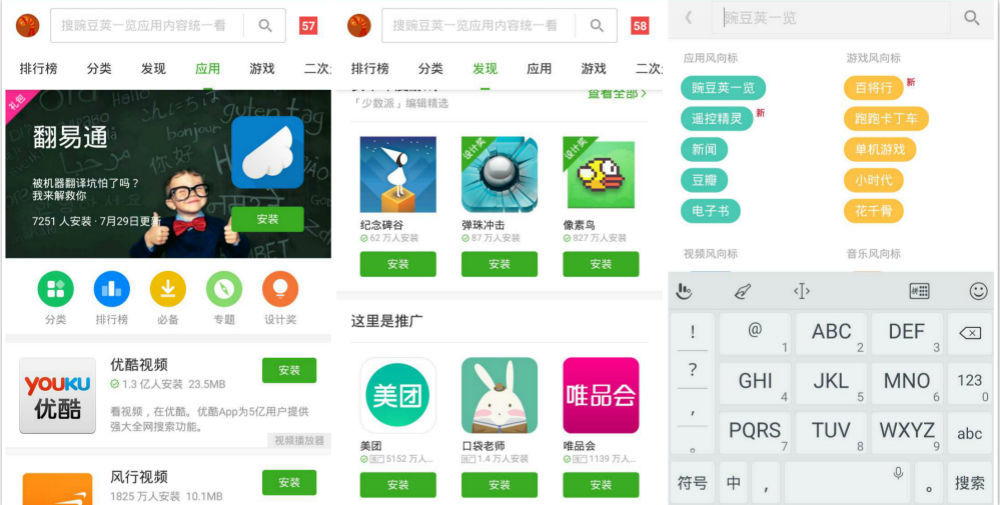 搜豌豆荚一览应用内容统一看
57
排行榜 分类 发现 应用 游戏 二次
礼包
翻易通
被机器翻译坑怕了吗？
我来解救你
7251 人安装 · 7月29日更新
安装
分类 排行榜 必备 专题 设计奖
YOUKU
优酷
优酷视频
1.3 亿人安装 23.5MB
安装
看视频，在优酷。优酷App为5亿用户提供
强大全网搜索功能。
视频播放器
风行视频
1825 万人安装 10.1MB
安装
搜豌豆荚一览应用内容统一看
58
排行榜 分类 发现 应用 游戏 二次
「少数派」编辑精选
查看全部 >
设计奖
设计奖
纪念碑谷 弹珠冲击 像素鸟
62 万人安装 87 万人安装 827 万人安装
安装 安装 安装
这里是推广
美团
唯品会
美团 口袋老师 唯品会
5152 万人... 1.4 万人安装 1139 万人...
安装 安装 安装
豌豆荚一览
应用风向标 游戏风向标
豌豆荚一览 百将行 新
遥控精灵 新 跑跑卡丁车
新闻 单机游戏
豆瓣 小时代
电子书 花千骨
视频风向标 音乐风向标
拼
! @ 1 ABC 2 DEF 3
? GHI 4 JKL 5 MNO 6 123 0
, PQRS 7 TUV 8 WXYZ 9 abc
。
符号 中 ， 。 搜索